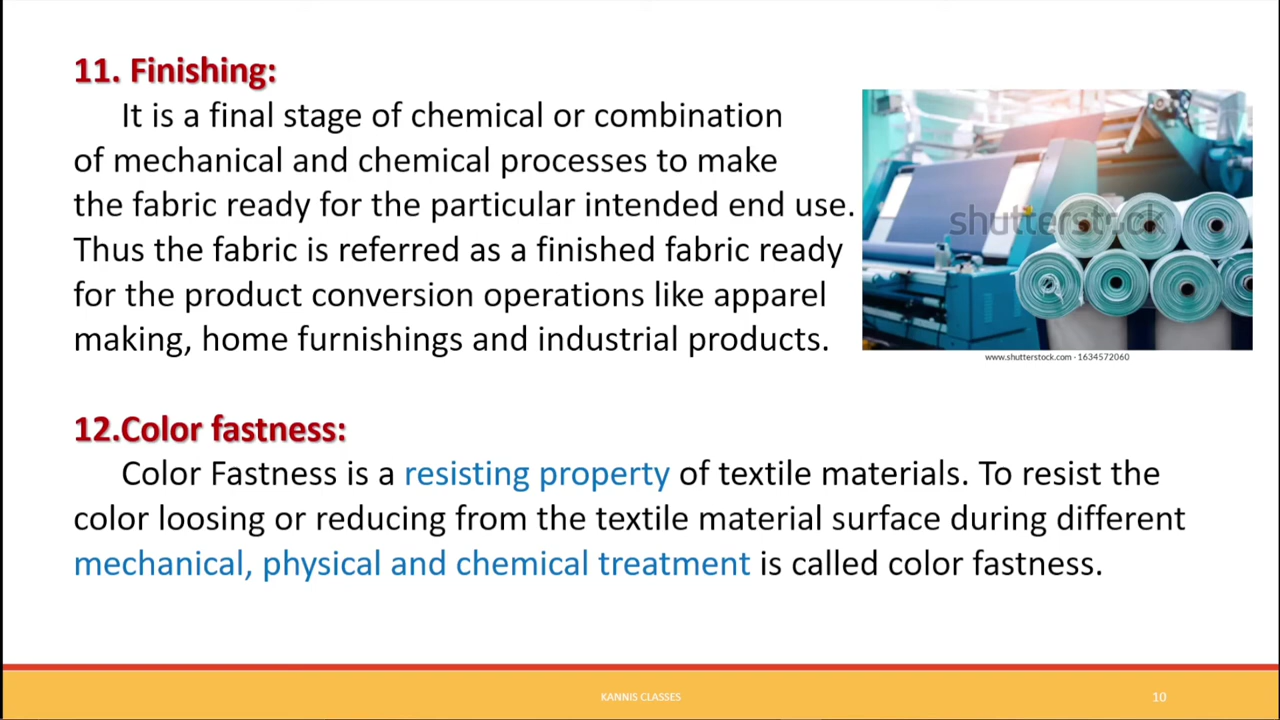 11. Finishing:
It is a final stage of chemical or combination
of mechanical and chemical processes to make
the fabric ready for the particular intended end use.
Thus the fabric is referred as a finished fabric ready
for the product conversion operations like apparel
making, home furnishings and industrial products.
shutterstock
www.shutterstock.com · 1634572060
12.Color fastness:
Color Fastness is a resisting property of textile materials. To resist the
color loosing or reducing from the textile material surface during different
mechanical, physical and chemical treatment is called color fastness.
KANNIS CLASSES
10